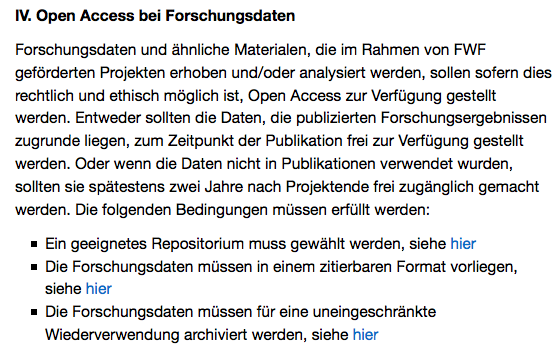 IV. Open Access bei Forschungsdaten
Forschungsdaten und ähnliche Materialen, die im Rahmen von FWF
geförderten Projekten erhoben und/oder analysiert werden, sollen sofern dies
rechtlich und ethisch möglich ist, Open Access zur Verfügung gestellt
werden. Entweder sollten die Daten, die publizierten Forschungsergebnissen
zugrunde liegen, zum Zeitpunkt der Publikation frei zur Verfügung gestellt
werden. Oder wenn die Daten nicht in Publikationen verwendet wurden,
sollten sie spätestens zwei Jahre nach Projektende frei zugänglich gemacht
werden. Die folgenden Bedingungen müssen erfüllt werden:
▪ Ein geeignetes Repositorium muss gewählt werden, siehe hier
▪ Die Forschungsdaten müssen in einem zitierbaren Format vorliegen,
siehe hier
▪ Die Forschungsdaten müssen für eine uneingeschränkte
Wiederverwendung archiviert werden, siehe hier